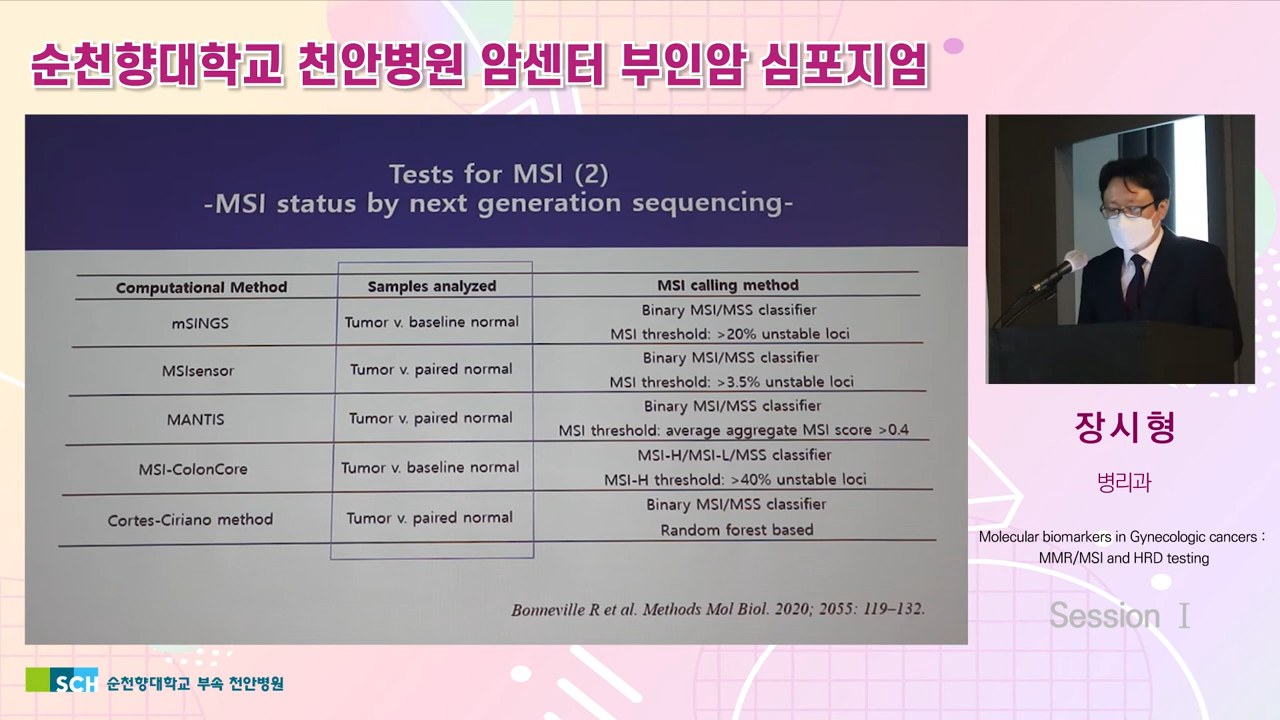 순천향대학교 천안병원 암센터 부인암 심포지엄
Tests for MSI (2)
-MSI status by next generation sequencing-
Computational Method Samples analyzed MSI calling method
mSINGS Tumor v. baseline normal Binary MSI/MSS classifier
MSI threshold: >20% unstable loci
MSIsensor Tumor v. paired normal Binary MSI/MSS classifier
MSI threshold: >3.5% unstable loci
MANTIS Tumor v. paired normal Binary MSI/MSS classifier
MSI threshold: average aggregate MSI score >0.4
MSI-ColonCore Tumor v. baseline normal MSI-H/MSI-L/MSS classifier
MSI-H threshold: >40% unstable loci
Cortes-Ciriano method Tumor v. paired normal Binary MSI/MSS classifier
Random forest based
Bonneville R et al. Methods Mol Biol. 2020; 2055: 119–132.
장시형
병리과
Molecular biomarkers in Gynecologic cancers :
MMR/MSI and HRD testing
Session Ⅰ
SCH 순천향대학교 부속 천안병원